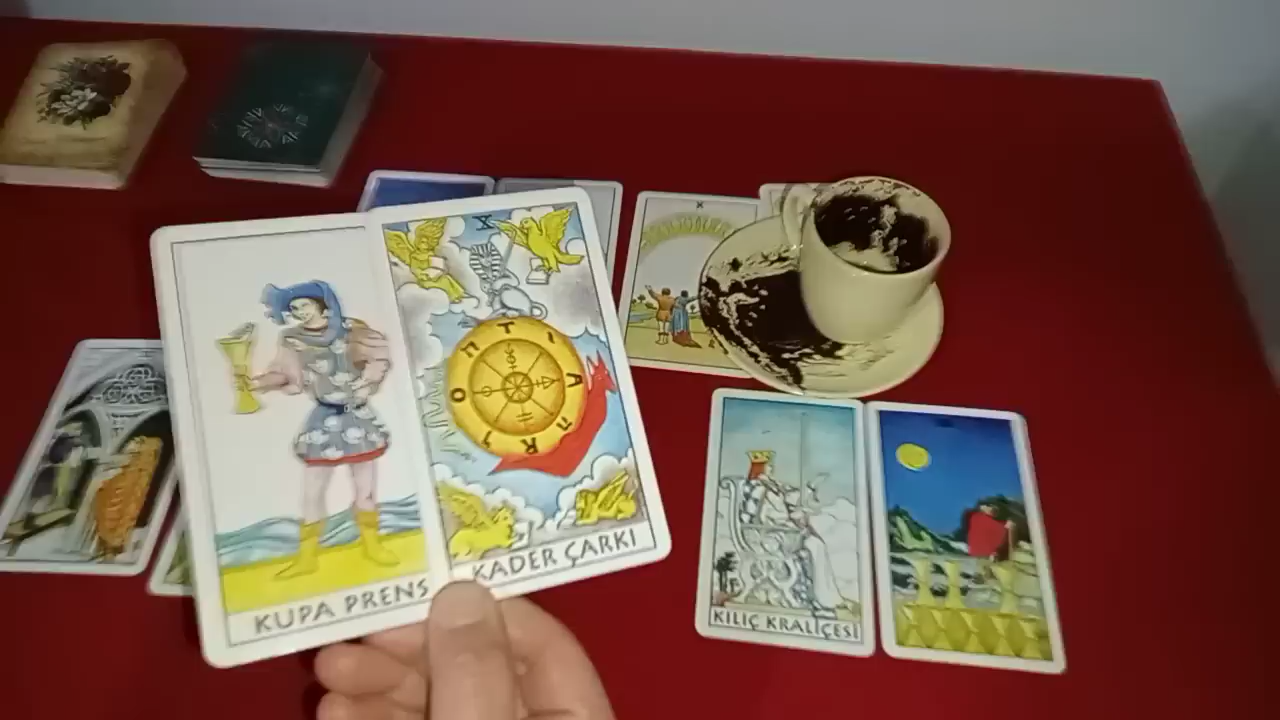 X
KUPA PRENS
X
T
I
A
П
R
L
O
П
KADER ÇARKI
KILIÇ KRALİÇESİ